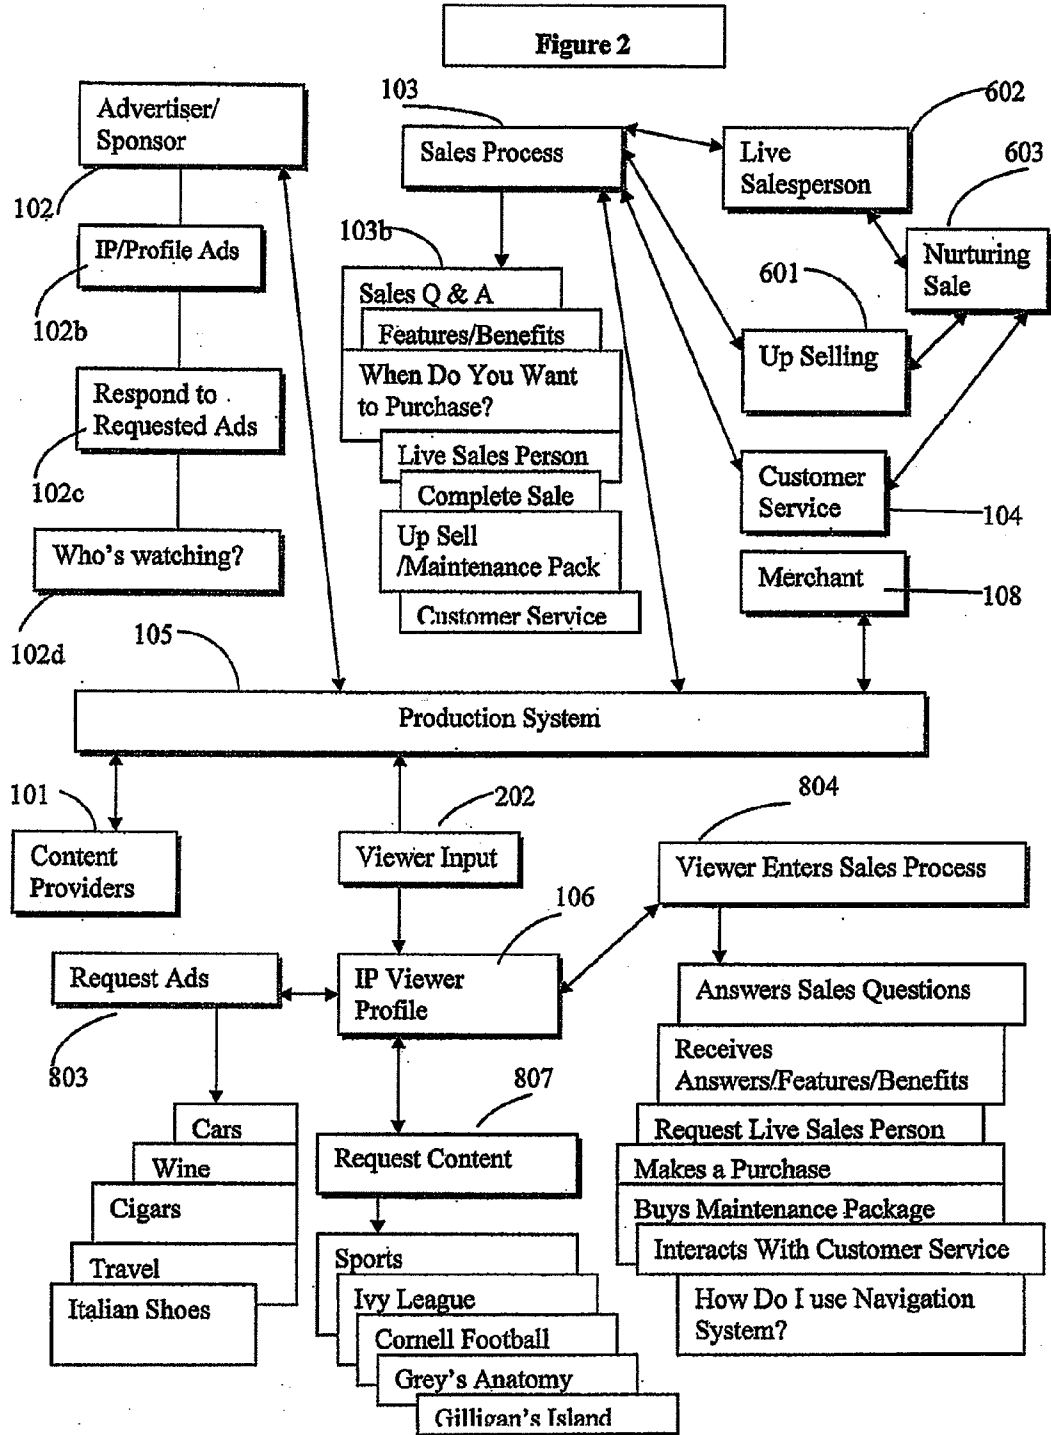 Figure 2
Advertiser/
Sponsor
102
IP/Profile Ads
102b
Respond to
Requested Ads
102c
Who's watching?
102d
103
Sales Process
103b
Sales Q & A
Features/Benefits
When Do You Want
to Purchase?
Live Sales Person
Complete Sale
Up Sell
/Maintenance Pack
Customer Service
602
Live
Salesperson
603
Nurturing
Sale
601
Up Selling
Customer
Service
104
Merchant
108
105
Production System
101
Content
Providers
202
Viewer Input
804
Viewer Enters Sales Process
106
IP Viewer
Profile
Request Ads
803
Cars
Wine
Cigars
Travel
Italian Shoes
807
Request Content
Sports
Ivy League
Cornell Football
Grey's Anatomy
Gilligan's Island
Answers Sales Questions
Receives
Answers/Features/Benefits
Request Live Sales Person
Makes a Purchase
Buys Maintenance Package
Interacts With Customer Service
How Do I use Navigation
System?